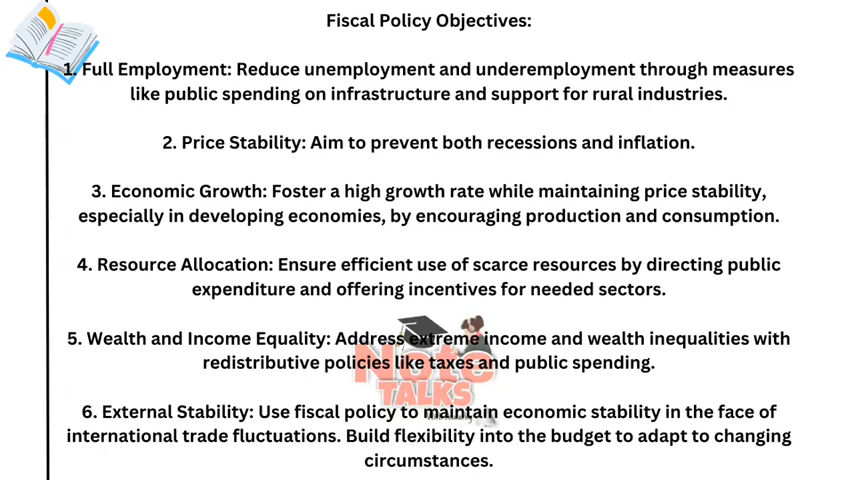 Fiscal Policy Objectives:
1. Full Employment: Reduce unemployment and underemployment through measures
like public spending on infrastructure and support for rural industries.
2. Price Stability: Aim to prevent both recessions and inflation.
3. Economic Growth: Foster a high growth rate while maintaining price stability,
especially in developing economies, by encouraging production and consumption.
4. Resource Allocation: Ensure efficient use of scarce resources by directing public
expenditure and offering incentives for needed sectors.
5. Wealth and Income Equality: Address extreme income and wealth inequalities with
redistributive policies like taxes and public spending.
Note
TALKS
6. External Stability: Use fiscal policy to maintain economic stability in the face of
international trade fluctuations. Build flexibility into the budget to adapt to changing
circumstances.